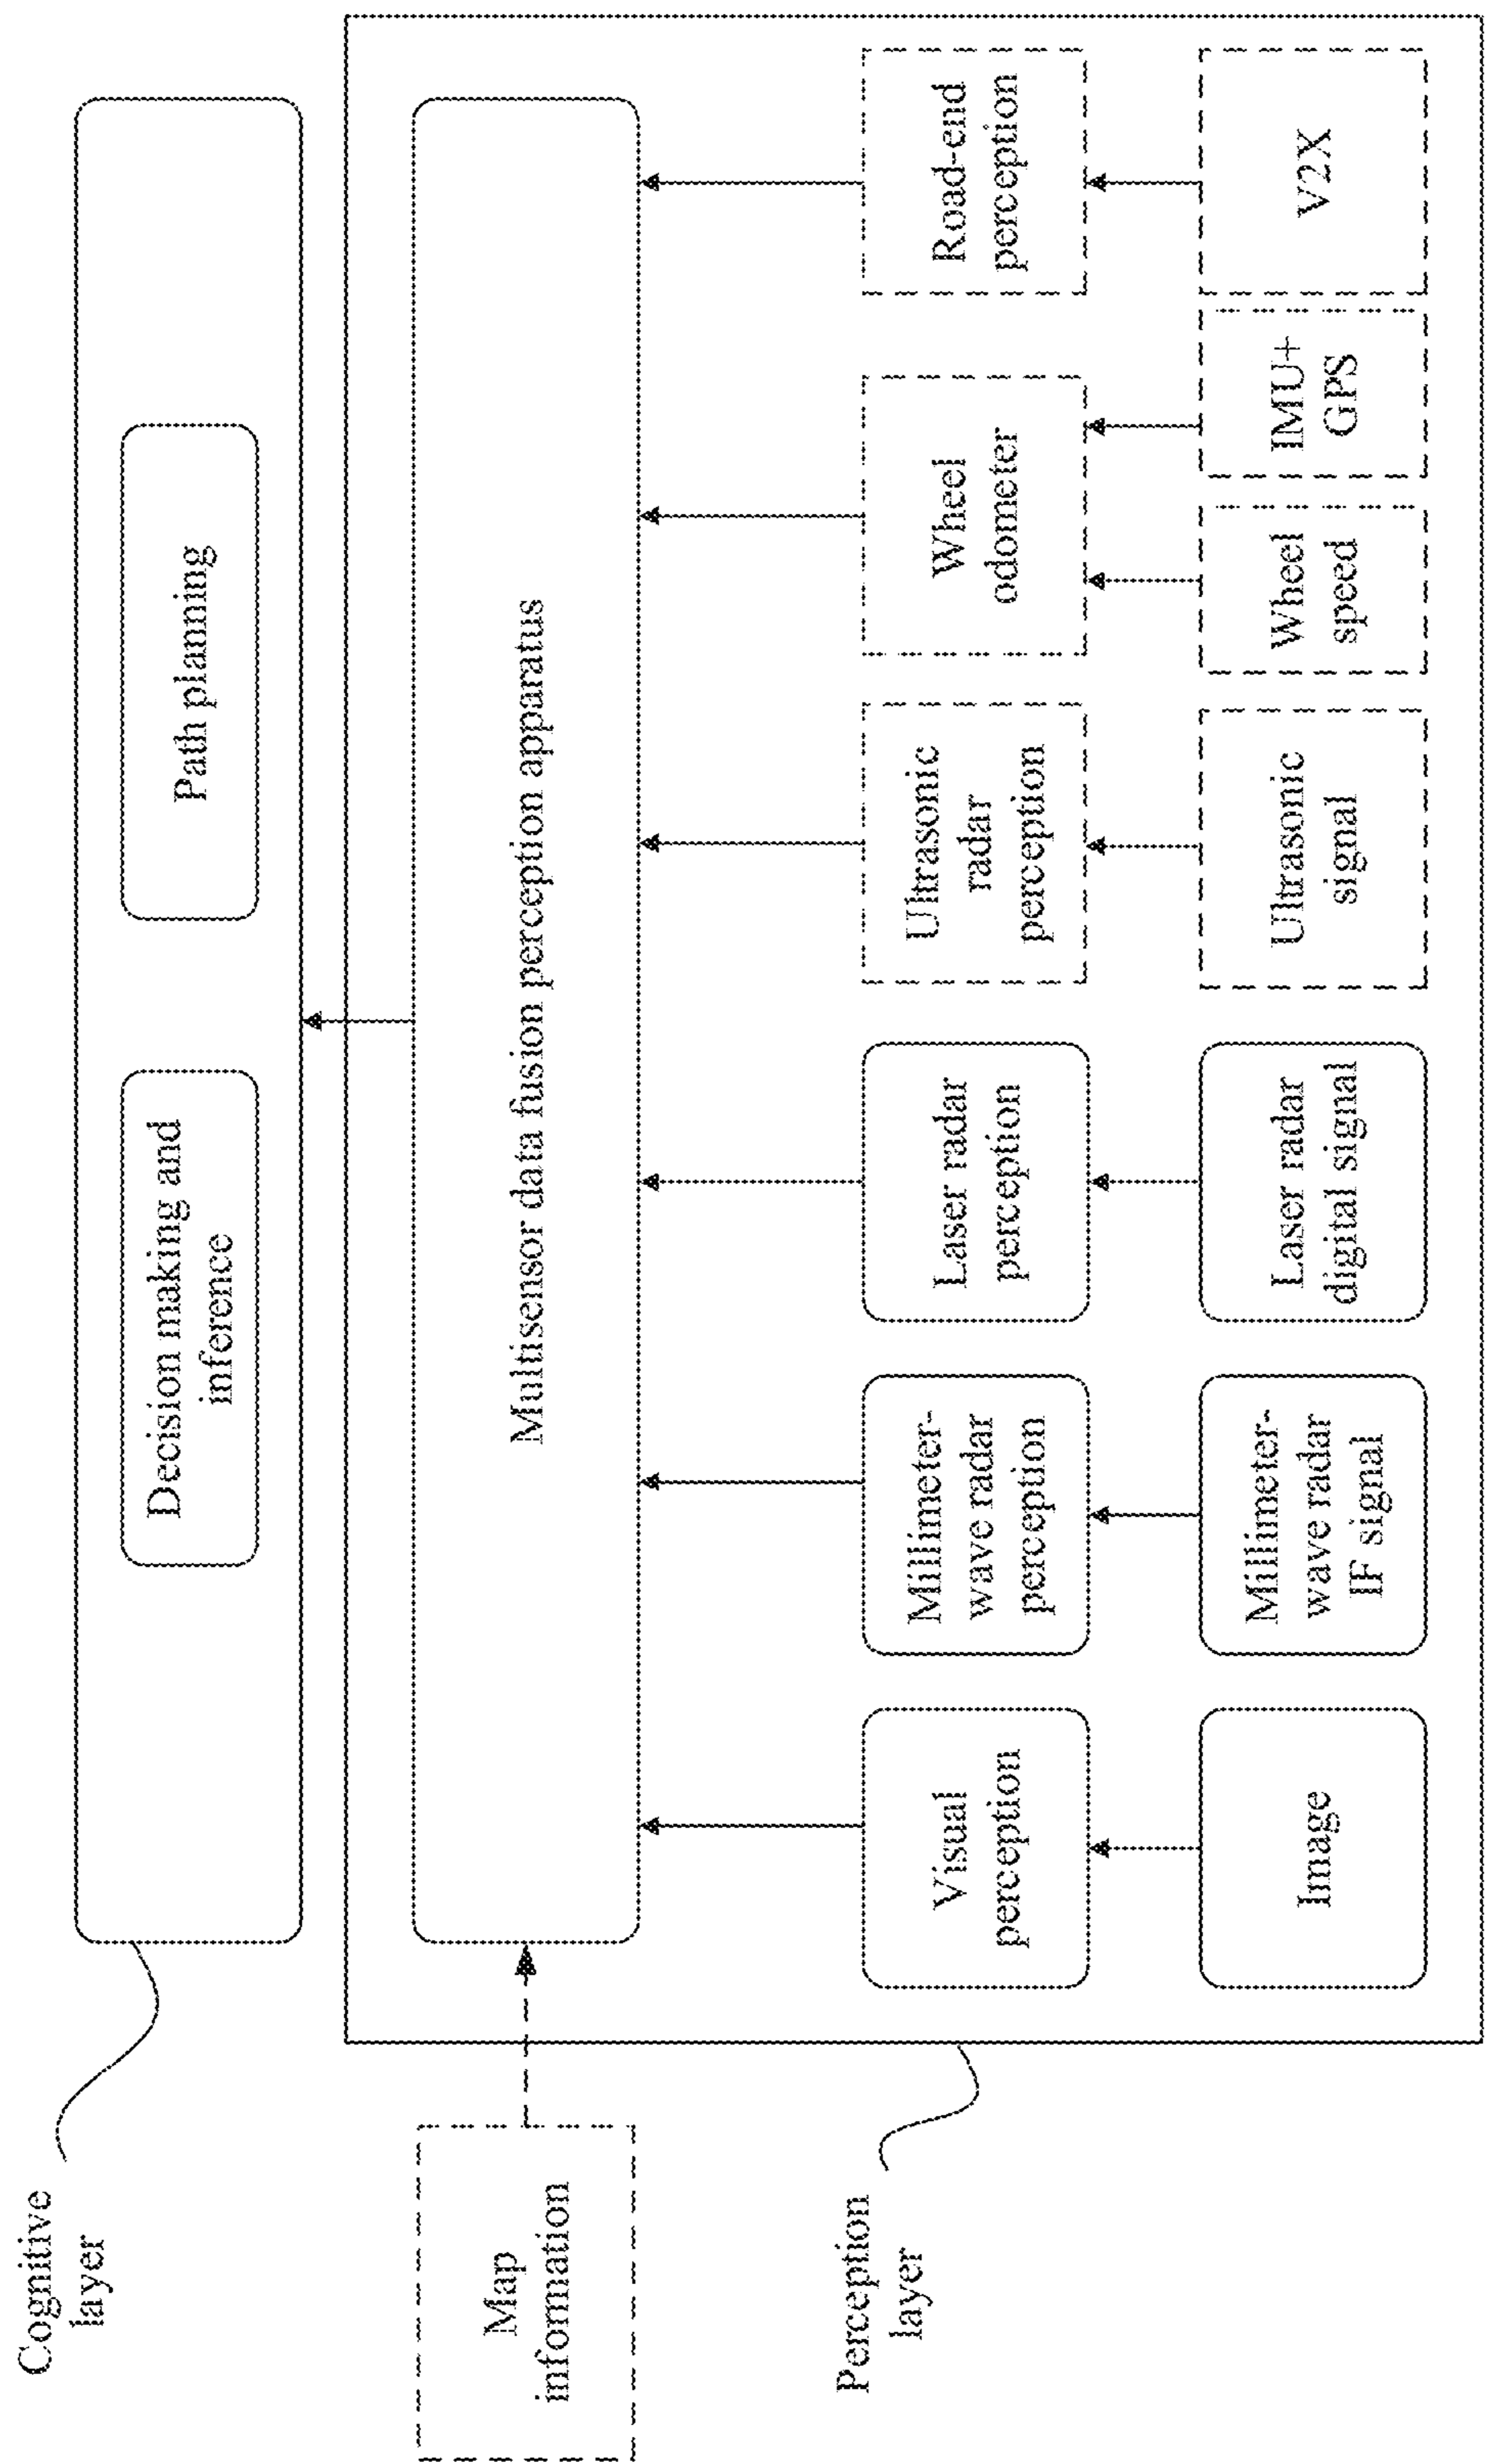 Cognitive
layer
Decision making and
inference
Path planning
Map
information
Multisensor data fusion perception apparatus
Perception
layer
Visual
perception
Millimeter-
wave radar
perception
Laser radar
perception
Ultrasonic
radar
perception
Wheel
odometer
Road-end
perception
Image
Millimeter-
wave radar
IF signal
Laser radar
digital signal
Ultrasonic
signal
Wheel
speed
IMU+
GPS
V2X